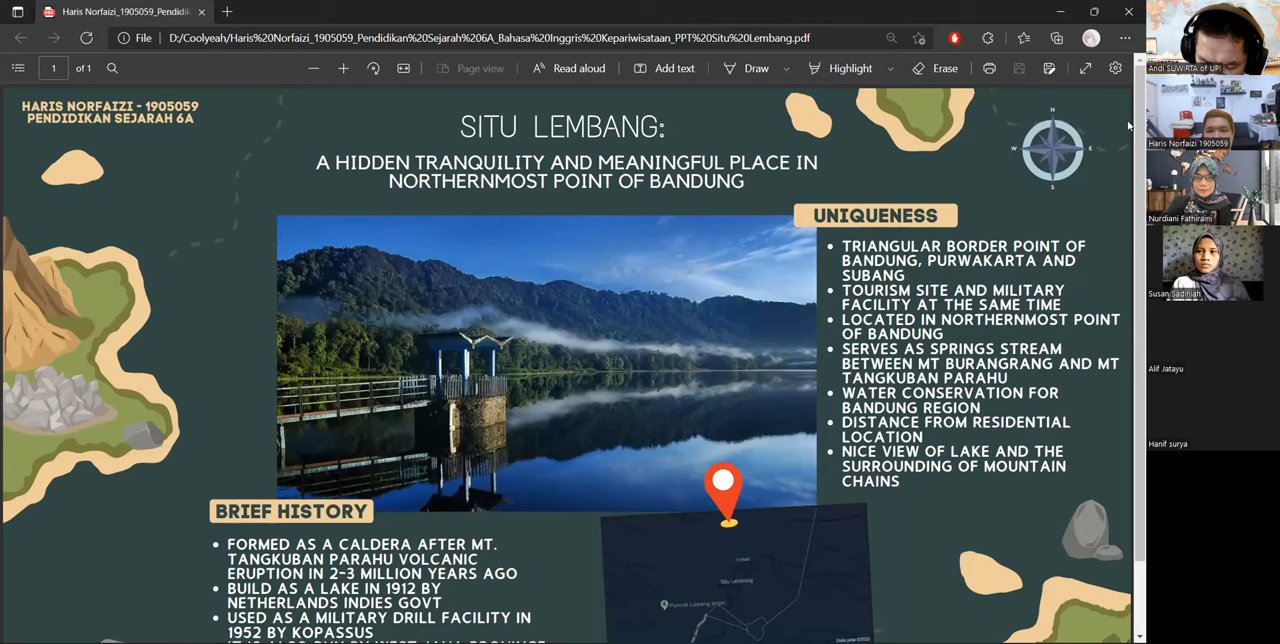 Haris Norfaizi_1905059_Pendidik
File
D:/Coolyeah/Haris%20Norfaizi_1905059_Pendidikan%20Sejarah%206A_Bahasa%20Inggris%20Kepariwisataan_PPT%20Situ%20Lembang.pdf
1 of 1
Page view
Read aloud
Add text
Draw
Highlight
Erase
HARIS NORFAIZI - 1905059
PENDIDIKAN SEJARAH 6A
SITU LEMBANG:
A HIDDEN TRANQUILITY AND MEANINGFUL PLACE IN
NORTHERNMOST POINT OF BANDUNG
N
W
E
S
UNIQUENESS
• TRIANGULAR BORDER POINT OF
BANDUNG, PURWAKARTA AND
SUBANG
• TOURISM SITE AND MILITARY
FACILITY AT THE SAME TIME
• LOCATED IN NORTHERNMOST POINT
OF BANDUNG
• SERVES AS SPRINGS STREAM
BETWEEN MT BURANGRANG AND MT
TANGKUBAN PARAHU
• WATER CONSERVATION FOR
BANDUNG REGION
• DISTANCE FROM RESIDENTIAL
LOCATION
• NICE VIEW OF LAKE AND THE
SURROUNDING OF MOUNTAIN
CHAINS
BRIEF HISTORY
• FORMED AS A CALDERA AFTER MT.
TANGKUBAN PARAHU VOLCANIC
ERUPTION IN 2-3 MILLION YEARS AGO
• BUILD AS A LAKE IN 1912 BY
NETHERLANDS INDIES GOVT
• USED AS A MILITARY DRILL FACILITY IN
1952 BY KOPASSUS
Situ Lembang
Puncak Lawang angin
Andi SUWIRTA of UPI
Haris Norfaizi 1905059
Nurdiani Fathiraini
Susan Sadiniah
Alif Jatayu
Hanif surya